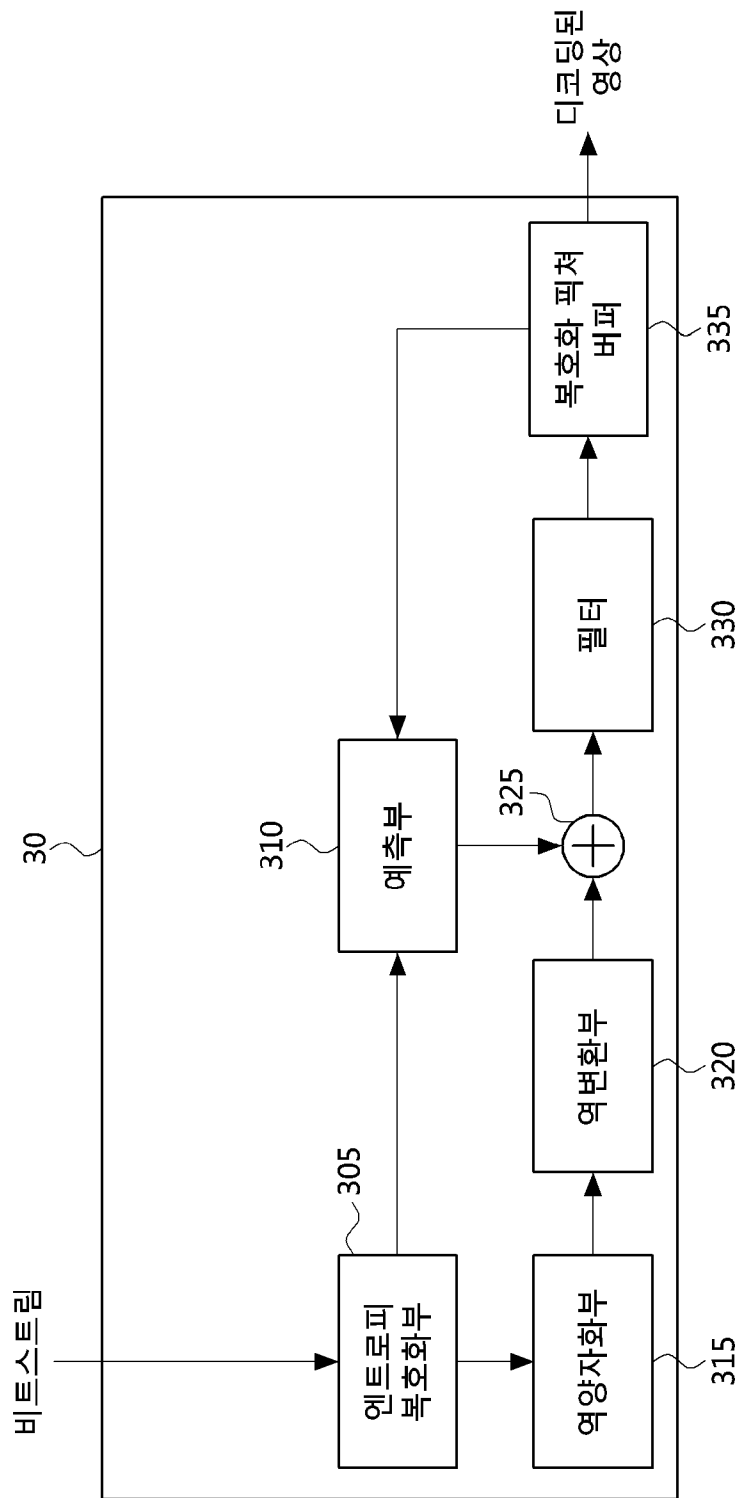 비트스트림
30
305
엔트로피
복호화부
310
예측부
315
역양자화부
320
역변환부
325
330
필터
335
복호화 픽쳐
버퍼
디코딩된
영상